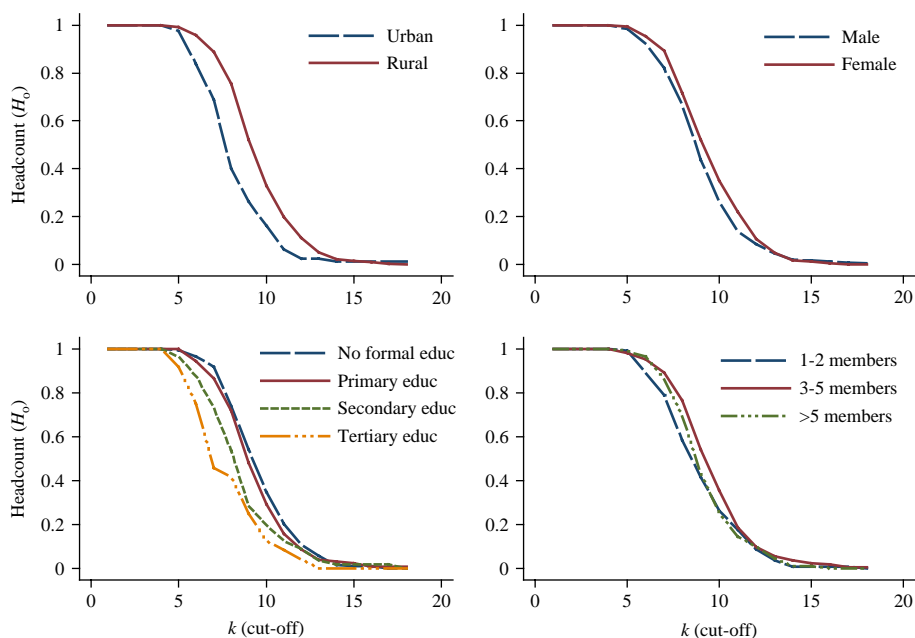 Headcount (Hₒ)
1
0.8
0.6
0.4
0.2
0
0 5 10 15 20
Urban
Rural
1
0.8
0.6
0.4
0.2
0
0 5 10 15 20
Male
Female
Headcount (Hₒ)
1
0.8
0.6
0.4
0.2
0
0 5 10 15 20
k (cut-off)
No formal educ
Primary educ
Secondary educ
Tertiary educ
1
0.8
0.6
0.4
0.2
0
0 5 10 15 20
k (cut-off)
1-2 members
3-5 members
>5 members